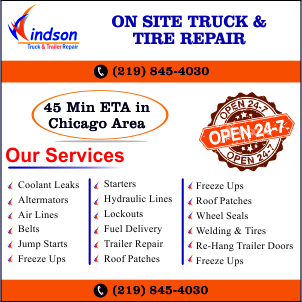 Kindson
Truck & Trailer Repair
ON SITE TRUCK &
TIRE REPAIR
(219) 845-4030
45 Min ETA in
Chicago Area
OPEN 24-7
OPEN 24-7
OPEN 24-7
Our Services
Coolant Leaks
Altermators
Air Lines
Belts
Jump Starts
Freeze Ups
Starters
Hydraulic Lines
Lockouts
Fuel Delivery
Trailer Repair
Roof Patches
Freeze Ups
Roof Patches
Wheel Seals
Welding & Tires
Re-Hang Trailer Doors
Freeze Ups
(219) 845-4030